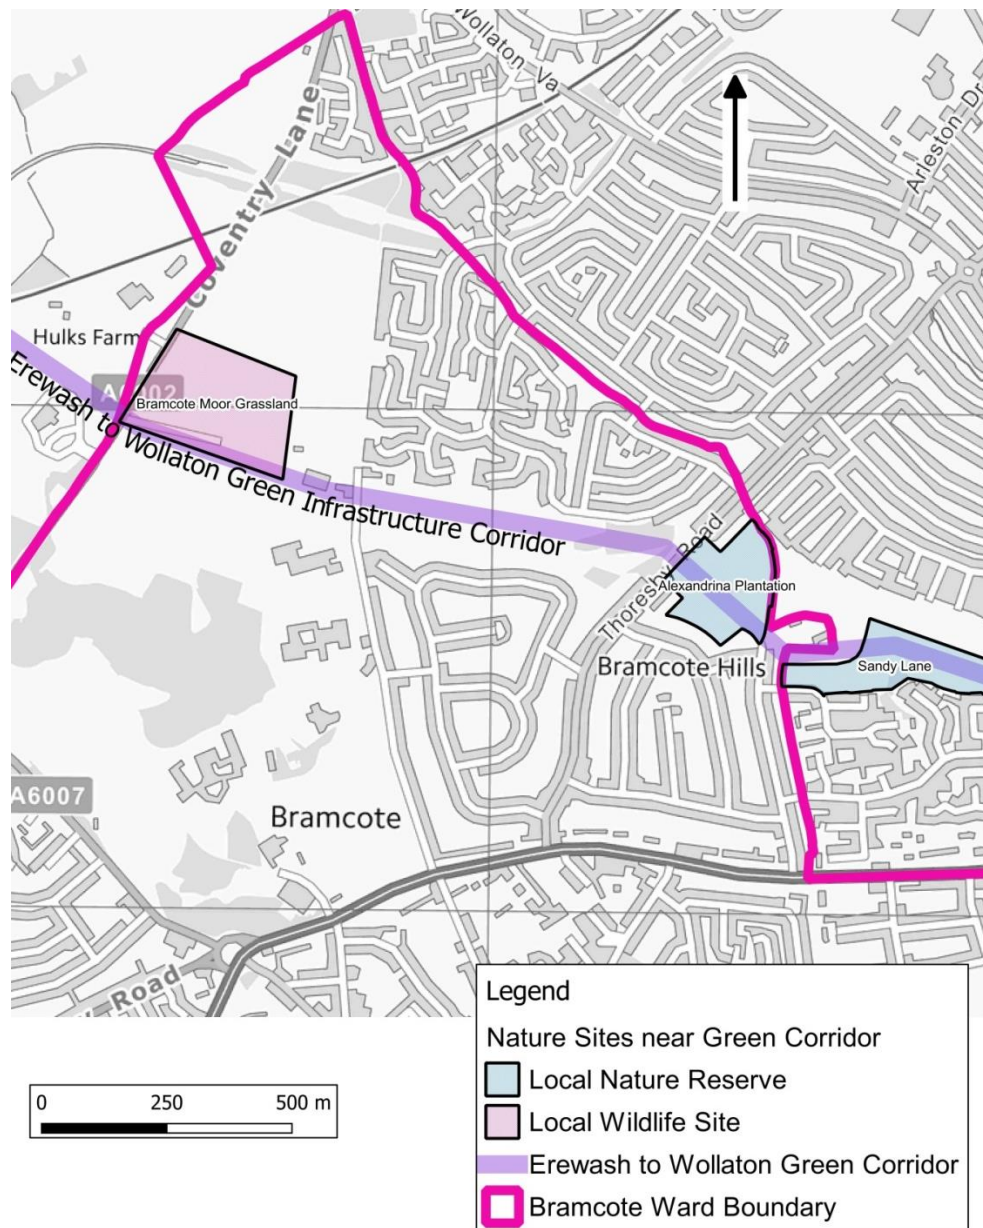 Wollaton Va
Arleston Dr
Coventry Lane
Hulks Farm
Bramcote Moor Grassland
Erewash to Wollaton Green Infrastructure Corridor
Thoresby Road
Alexandrina Plantation
Bramcote Hills
Sandy Lane
A6007
Bramcote
Road
Legend
Nature Sites near Green Corridor
Local Nature Reserve
Local Wildlife Site
Erewash to Wollaton Green Corridor
Bramcote Ward Boundary
0 250 500 m